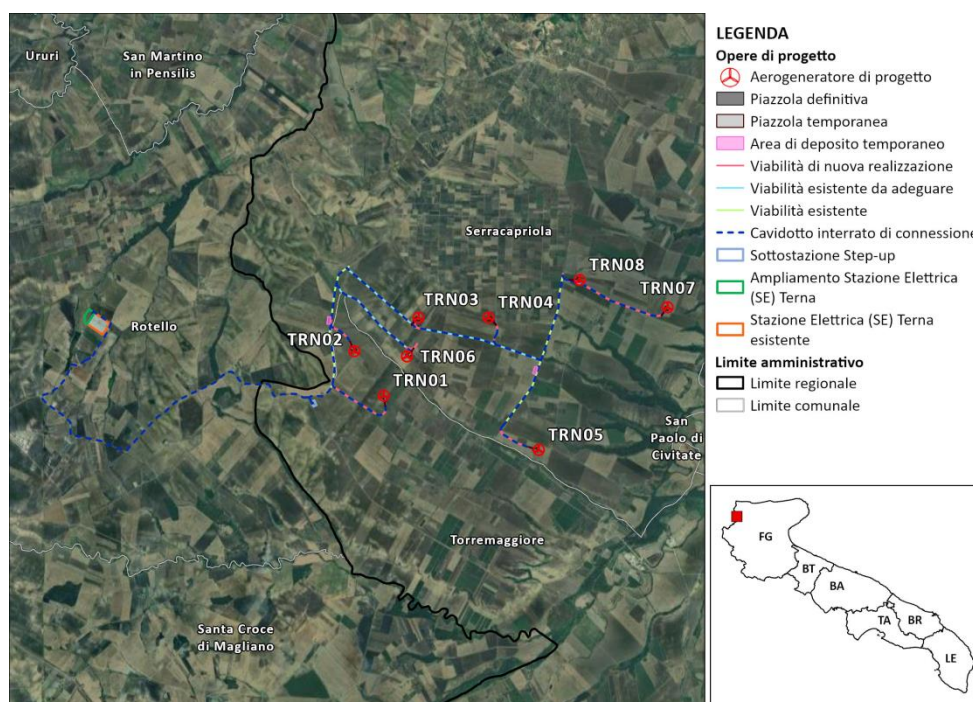 Ururi
San Martino
in Pensilis
Serracapriola
TRN08
TRN07
TRN03
TRN04
Rotello
TRN02
TRN06
TRN01
San
Paolo di
Civitate
TRN05
Torremaggiore
Santa Croce
di Magliano
LEGENDA
Opere di progetto
Aerogeneratore di progetto
Piazzola definitiva
Piazzola temporanea
Area di deposito temporaneo
Viabilità di nuova realizzazione
Viabilità esistente da adeguare
Viabilità esistente
Cavidotto interrato di connessione
Sottostazione Step-up
Ampliamento Stazione Elettrica
(SE) Terna
Stazione Elettrica (SE) Terna
esistente
Limite amministrativo
Limite regionale
Limite comunale
FG
BT
BA
TA
BR
LE